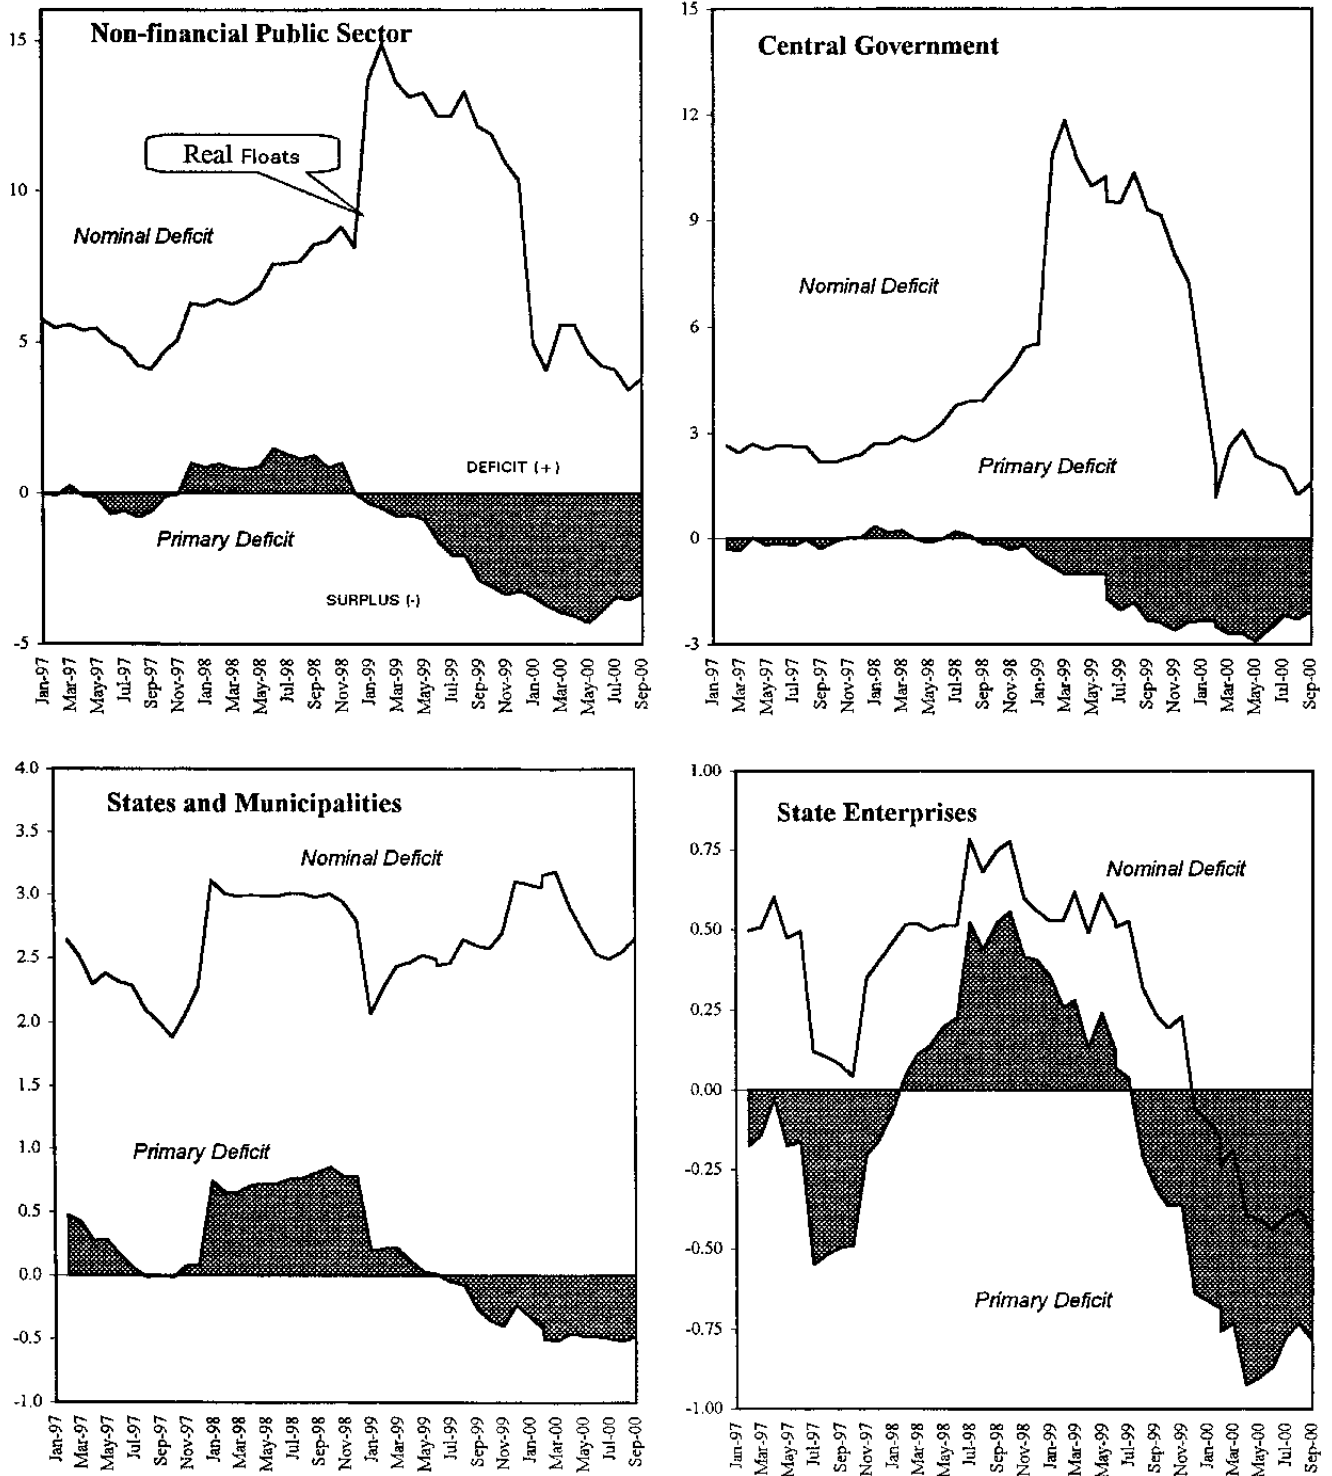 Non-financial Public Sector
15
10
5
0
-5
Real Floats
Nominal Deficit
DEFICIT (+)
Primary Deficit
SURPLUS (-)
Jan-97
Mar-97
May-97
Jul-97
Sep-97
Nov-97
Jan-98
Mar-98
May-98
Jul-98
Sep-98
Nov-98
Jan-99
Mar-99
May-99
Jul-99
Sep-99
Nov-99
Jan-00
Mar-00
May-00
Jul-00
Sep-00
Central Government
15
12
9
6
3
0
-3
Nominal Deficit
Primary Deficit
Jan-97
Mar-97
May-97
Jul-97
Sep-97
Nov-97
Jan-98
Mar-98
May-98
Jul-98
Sep-98
Nov-98
Jan-99
Mar-99
May-99
Jul-99
Sep-99
Nov-99
Jan-00
Mar-00
May-00
Jul-00
Sep-00
States and Municipalities
4.0
3.5
3.0
2.5
2.0
1.5
1.0
0.5
0.0
-0.5
-1.0
Nominal Deficit
Primary Deficit
Jan-97
Mar-97
May-97
Jul-97
Sep-97
Nov-97
Jan-98
Mar-98
May-98
Jul-98
Sep-98
Nov-98
Jan-99
Mar-99
May-99
Jul-99
Sep-99
Nov-99
Jan-00
Mar-00
May-00
Jul-00
Sep-00
State Enterprises
1.00
0.75
0.50
0.25
0.00
-0.25
-0.50
-0.75
-1.00
Nominal Deficit
Primary Deficit
Jan-97
Mar-97
May-97
Jul-97
Sep-97
Nov-97
Jan-98
Mar-98
May-98
Jul-98
Sep-98
Nov-98
Jan-99
Mar-99
May-99
Jul-99
Sep-99
Nov-99
Jan-00
Mar-00
May-00
Jul-00
Sep-00